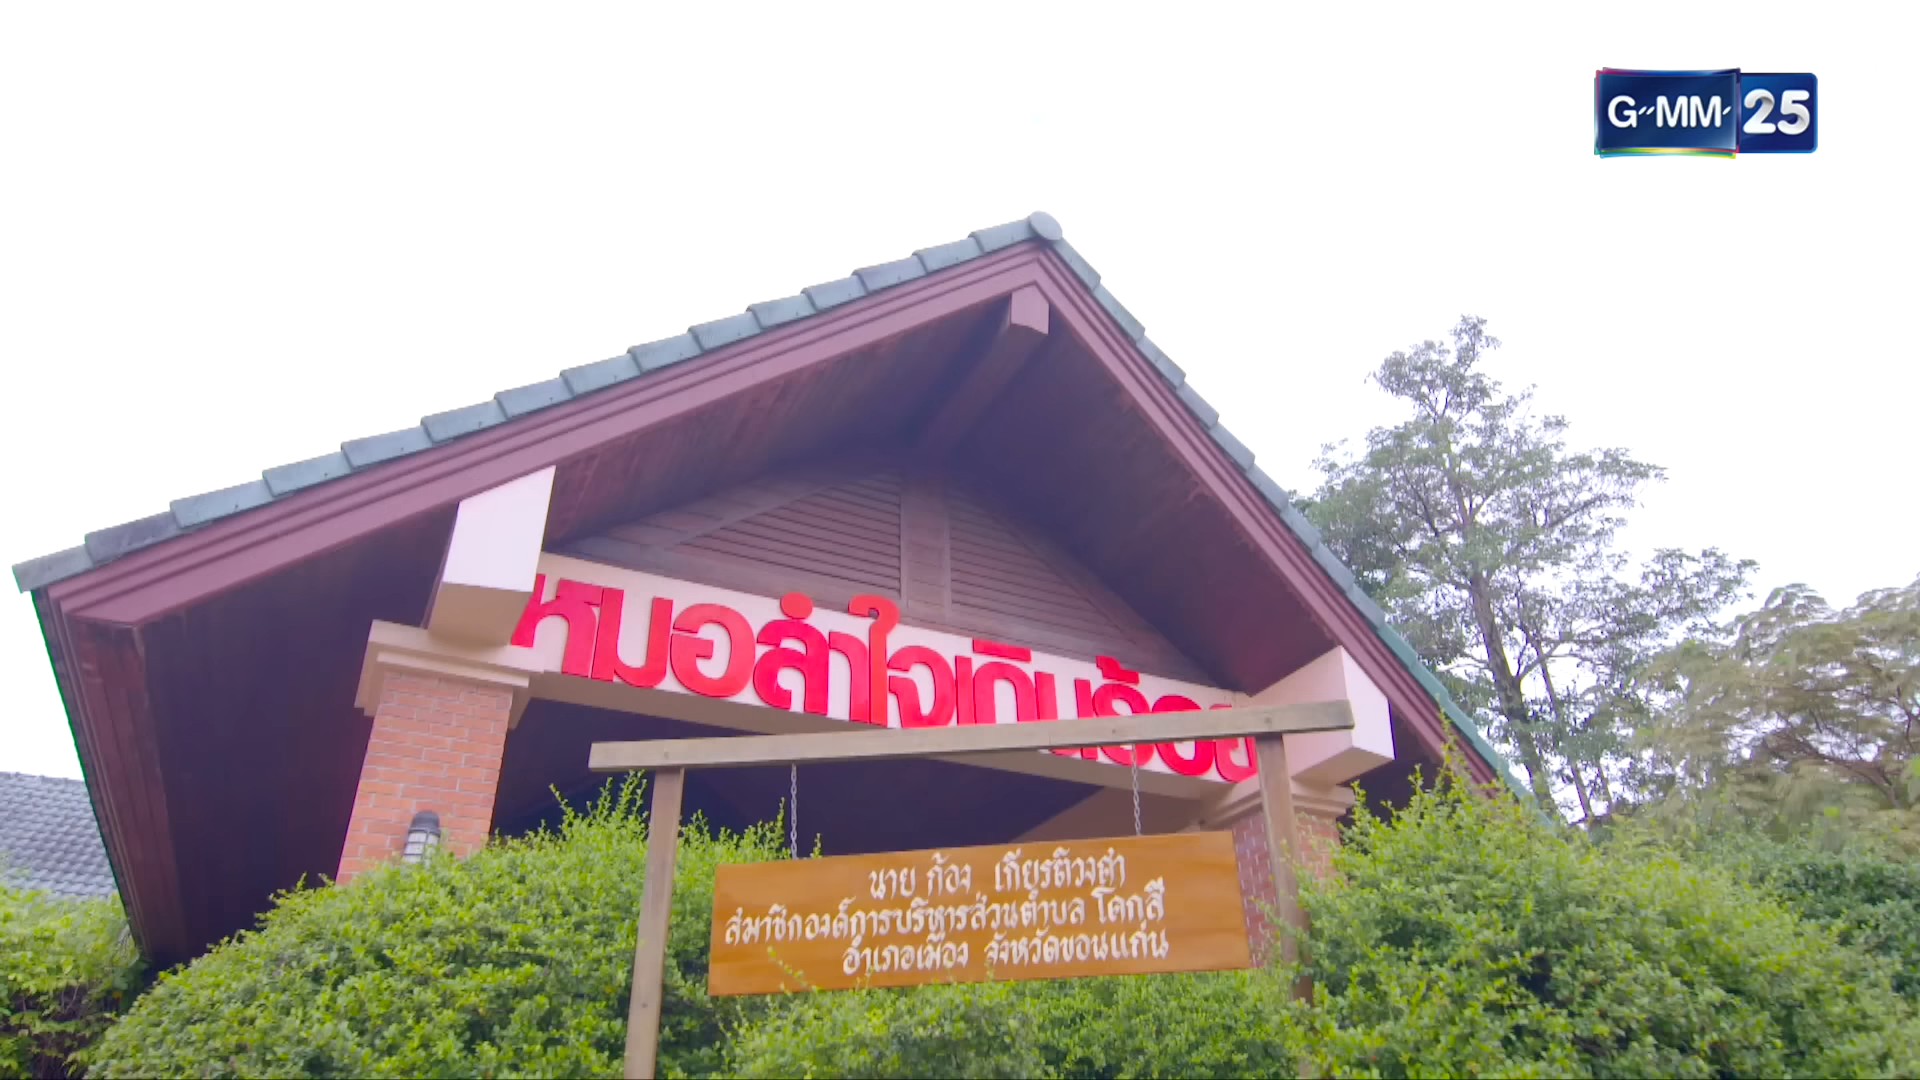 GMM 25
หมอลำใจเกินร้อย
นาย ก้อง เกียรติวงศา
สมาชิกองค์การบริหารส่วนตำบล โคกสี
อำเภอเมือง จังหวัดขอนแก่น